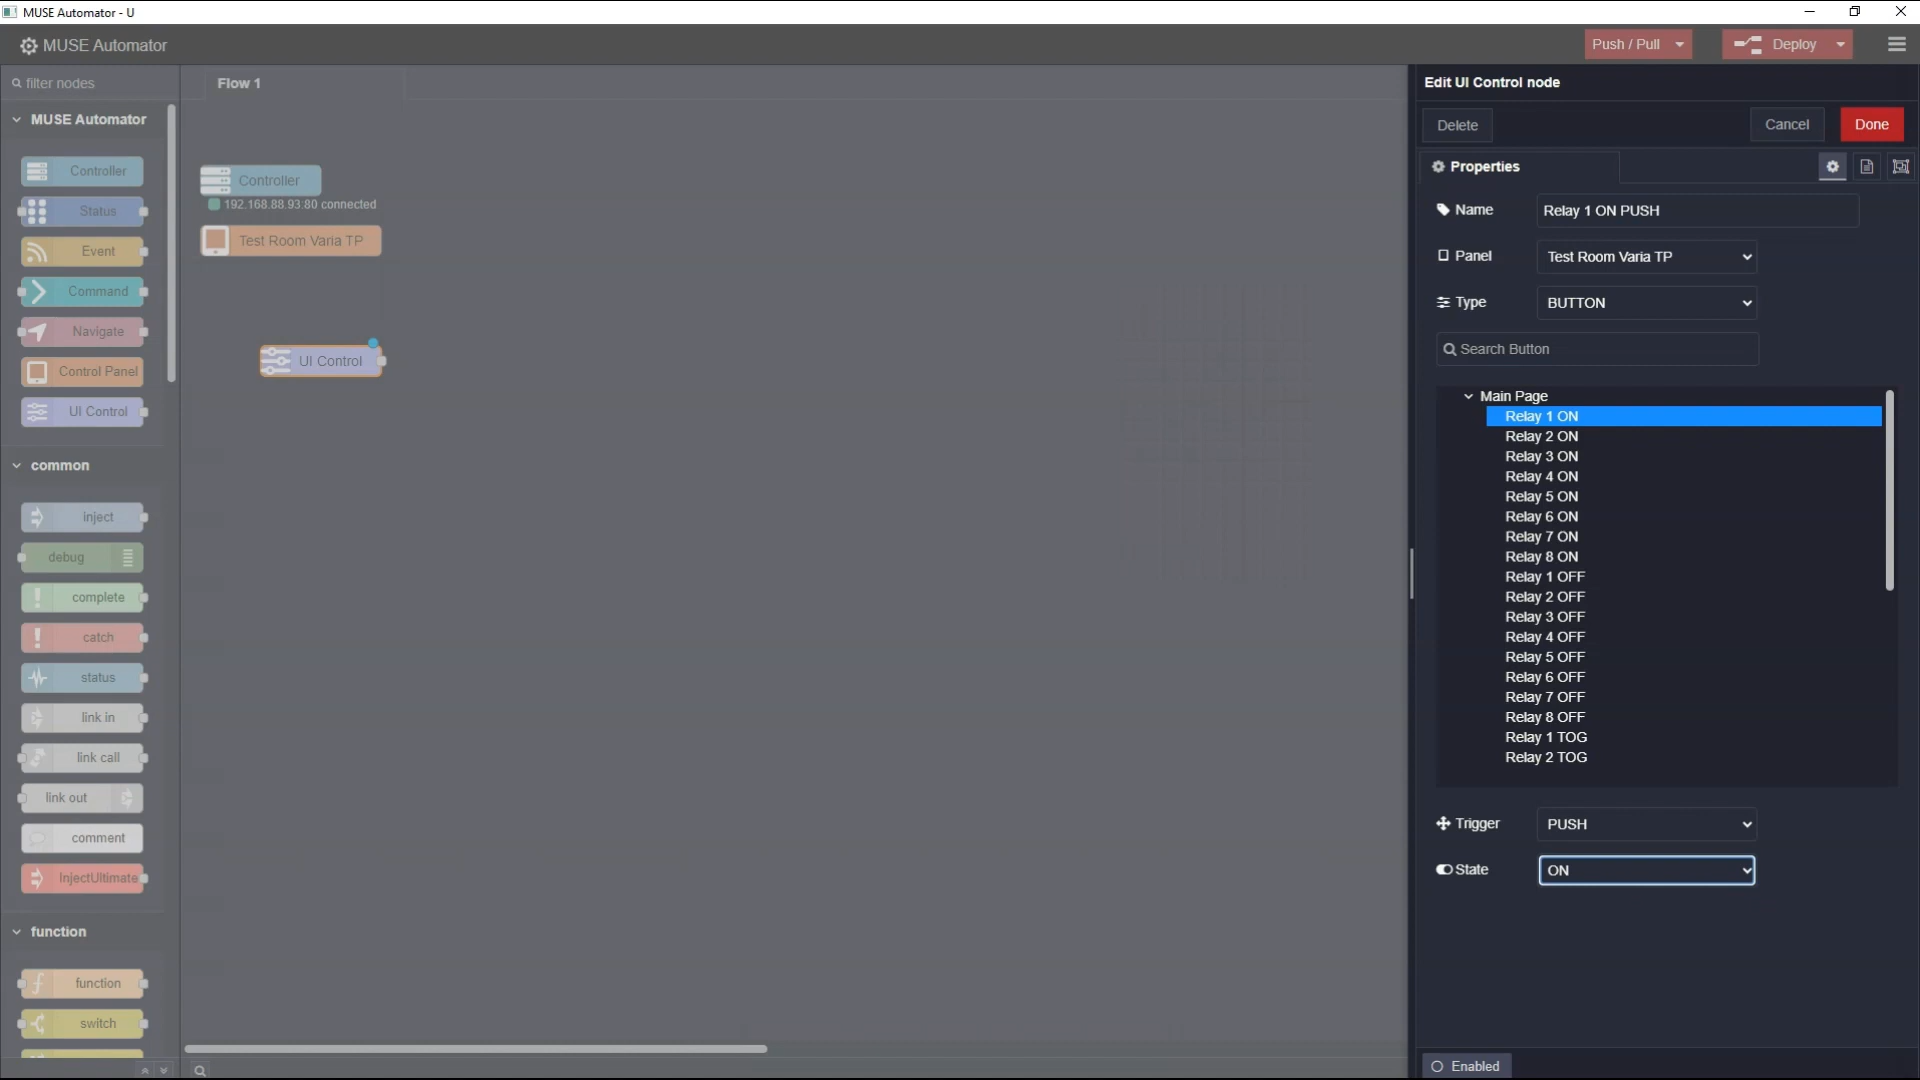 MUSE Automator - U
MUSE Automator
Push / Pull
Deploy
filter nodes
MUSE Automator
Controller
Status
Event
Command
Navigate
Control Panel
UI Control
common
inject
debug
complete
catch
status
link in
link call
link out
comment
InjectUltimate
function
function
switch
Flow 1
Controller
192.168.88.93:80 connected
Test Room Varia TP
UI Control
Edit UI Control node
Delete
Cancel
Done
Properties
Name
Relay 1 ON PUSH
Panel
Test Room Varia TP
Type
BUTTON
Search Button
Main Page
Relay 1 ON
Relay 2 ON
Relay 3 ON
Relay 4 ON
Relay 5 ON
Relay 6 ON
Relay 7 ON
Relay 8 ON
Relay 1 OFF
Relay 2 OFF
Relay 3 OFF
Relay 4 OFF
Relay 5 OFF
Relay 6 OFF
Relay 7 OFF
Relay 8 OFF
Relay 1 TOG
Relay 2 TOG
Trigger
PUSH
State
ON
Enabled